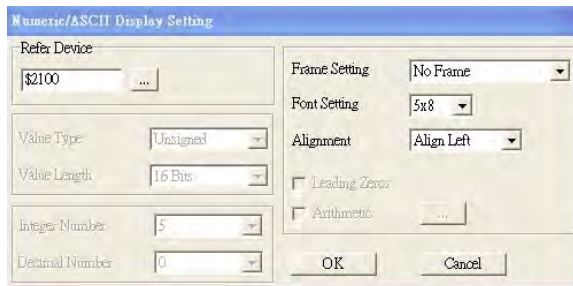 Numeric/ASCII Display Setting
Refer Device
$2100 ...
Value Type Unsigned
Value Length 16 Bits
Integer Number 5
Decimal Number 0
Frame Setting No Frame
Font Setting 5x8
Alignment Align Left
Leading Zeros
Arithmetic ...
OK Cancel